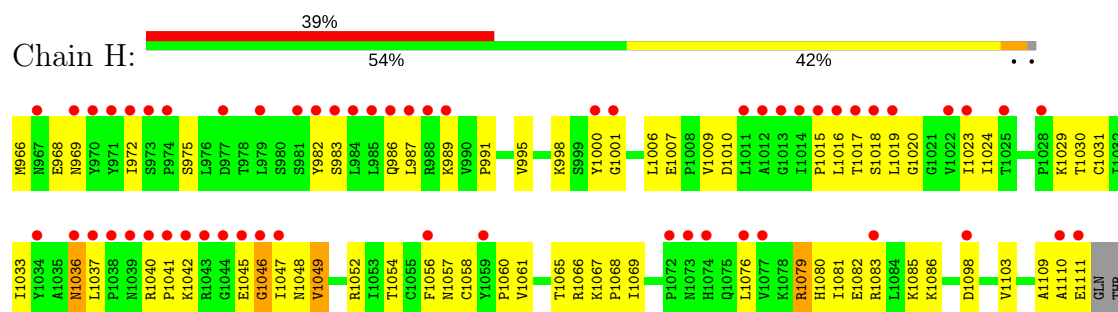 39%
Chain H:
54% 42% • •
M966 N967 E968 N969 Y970 Y971 I972 S973 P974 S975 L976 D977 T978 L979 S980 S981 Y982 S983 L984 L985 Q986 L987 R988 K989 V990 P991 V995 K998 S999 Y1000 G1001 L1006 E1007 P1008 V1009 D1010 L1011 A1012 G1013 I1014 P1015 L1016 T1017 S1018 L1019 G1020 G1021 V1022 I1023 I1024 T1025 P1028 K1029 T1030 C1031
I1033 Y1034 A1035 N1036 L1037 P1038 N1039 R1040 P1041 K1042 R1043 G1044 E1045 G1046 I1047 N1048 V1049 R1052 I1053 T1054 C1055 F1056 N1057 C1058 Y1059 P1060 V1061 T1065 R1066 K1067 P1068 I1069 P1072 N1073 H1074 Q1075 L1076 V1077 K1078 R1079 H1080 I1081 E1082 R1083 L1084 K1085 K1086 D1098 V1103 A1109 A1110 E1111 GLN